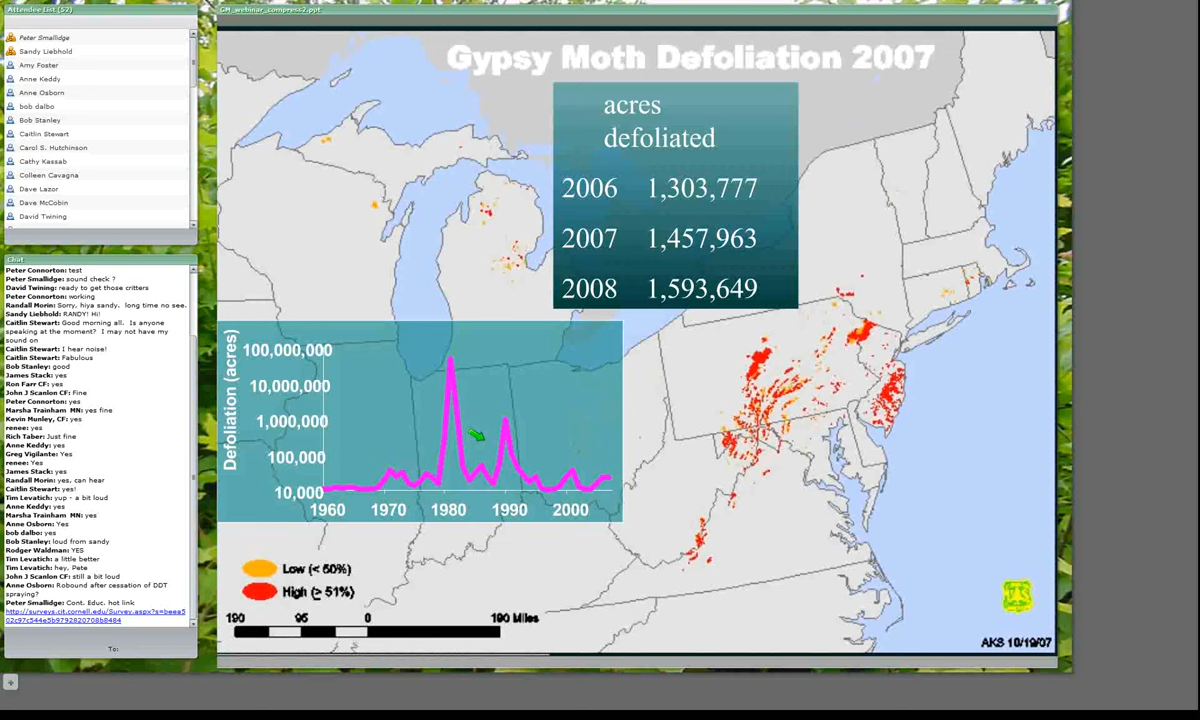 Attendee List (52)
Peter Smallidge
Sandy Liebhold
Amy Foster
Anne Keddy
Anne Osborn
bob dalbo
Bob Stanley
Caitlin Stewart
Carol S. Hutchinson
Cathy Kassab
Colleen Cavagna
Dave Lazor
Dave McCobin
David Twining
Chat
Peter Connorton: test
Peter Smallidge: sound check ?
David Twining: ready to get those critters
Peter Connorton: working
Randall Morin: Sorry, hiya sandy. long time no see.
Sandy Liebhold: RANDY! Hi!
Caitlin Stewart: Good morning all. Is anyone
speaking at the moment? I may not have my
sound on
Caitlin Stewart: I hear noise!
Caitlin Stewart: Fabulous
Bob Stanley: good
James Stack: yes
Ron Farr CF: yes
John J Scanlon CF: Fine
Peter Connorton: yes
Marsha Trainham MN: yes fine
Kevin Munley, CF: yes
renee: yes
Rich Taber: Just fine
Anne Keddy: yes
Greg Vigilante: Yes
renee: Yes
James Stack: yes
Randall Morin: yes, can hear
Caitlin Stewart: yes!
Tim Levatich: yup - a bit loud
Anne Keddy: yes
Marsha Trainham MN: yes
Anne Osborn: Yes
bob dalbo: yes
Bob Stanley: loud from sandy
Rodger Waldman: YES
Tim Levatich: a little better
Tim Levatich: hey, Pete
John J Scanlon CF: still a bit loud
Anne Osborn: Robound after cessation of DDT
spraying?
Peter Smallidge: Cont. Educ. hot link
http://surveys.cit.cornell.edu/Survey.aspx?s=beea5
02c97c544e5b9792820708b8484
To:
GM_webinar_compress2.ppt
Gypsy Moth Defoliation 2007
acres
defoliated
2006 1,303,777
2007 1,457,963
2008 1,593,649
Defoliation (acres)
100,000,000
10,000,000
1,000,000
100,000
10,000
1960 1970 1980 1990 2000
Low (< 50%)
High (≥ 51%)
190 95 0 190 Miles
AKS 10/19/07